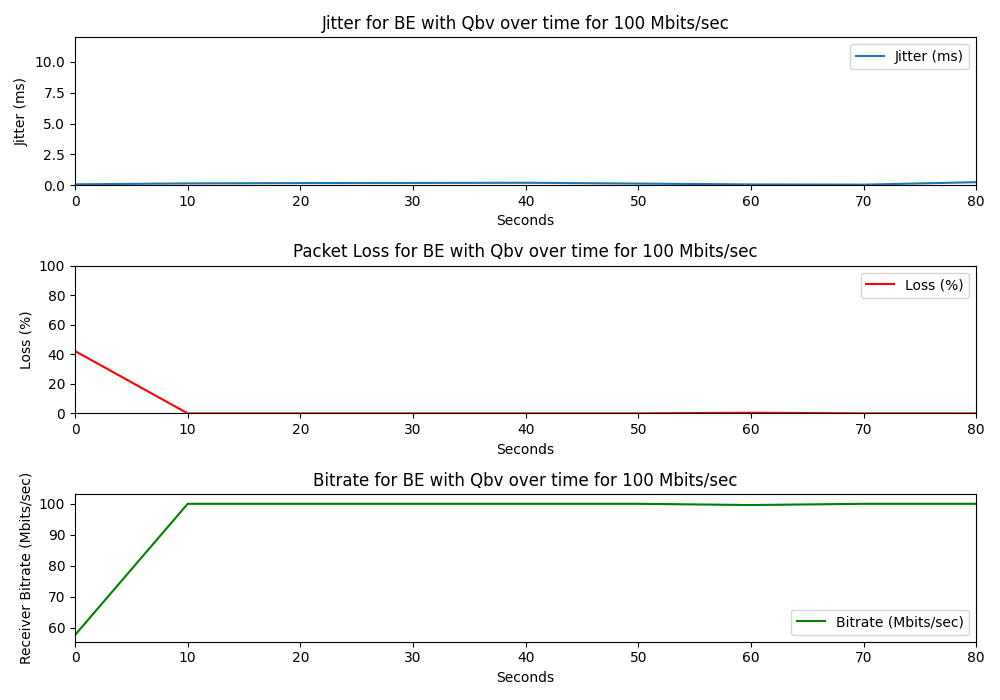 Jitter for BE with Qbv over time for 100 Mbits/sec
Jitter (ms)
10.0
7.5
5.0
2.5
0.0
Jitter (ms)
0 10 20 30 40 50 60 70 80
Seconds
Packet Loss for BE with Qbv over time for 100 Mbits/sec
Loss (%)
100
80
60
40
20
0
Loss (%)
0 10 20 30 40 50 60 70 80
Seconds
Bitrate for BE with Qbv over time for 100 Mbits/sec
Receiver Bitrate (Mbits/sec)
100
90
80
70
60
Bitrate (Mbits/sec)
0 10 20 30 40 50 60 70 80
Seconds